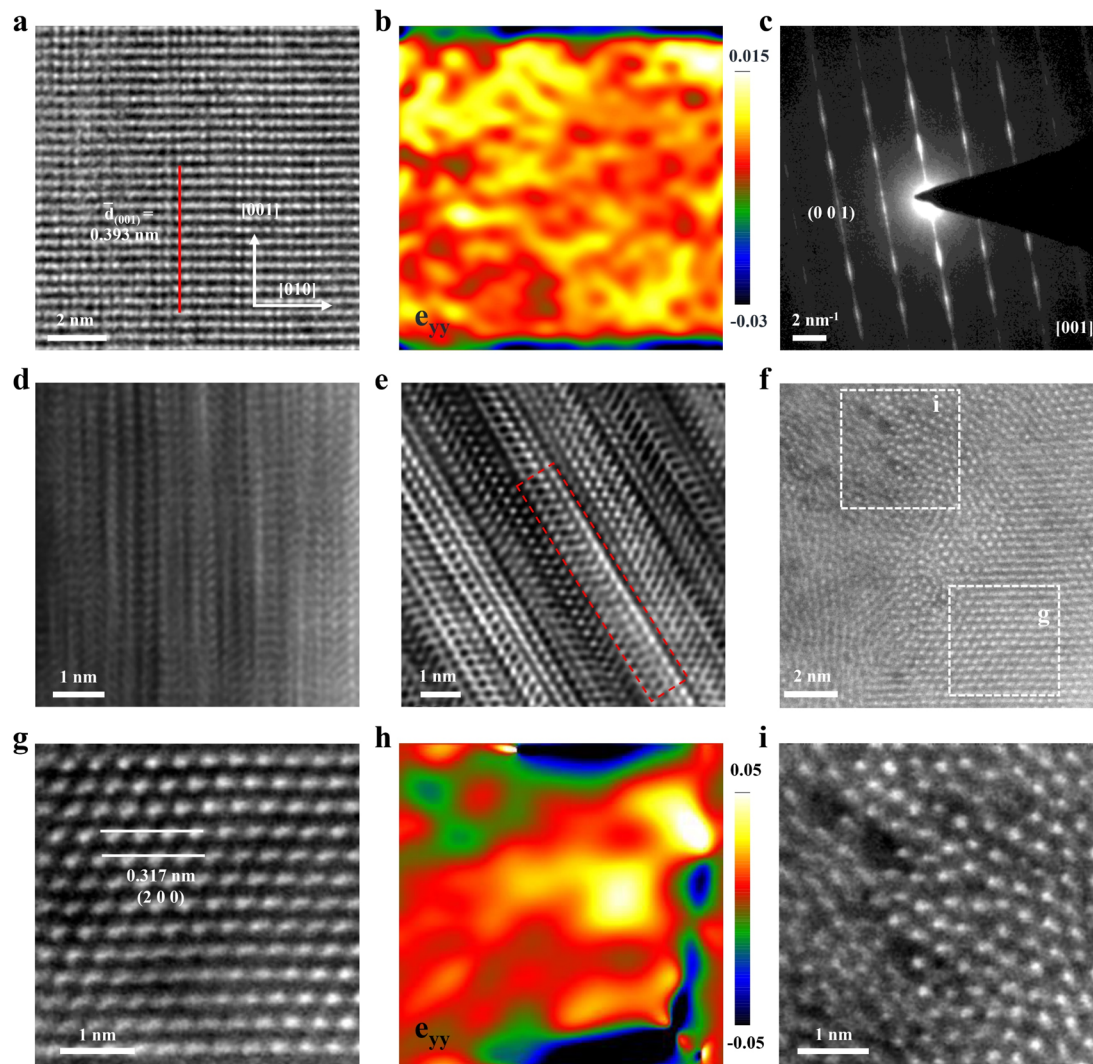 a
d̅(001) =
0.393 nm
[001]
[010]
2 nm
b
0.015
-0.03
eyy
c
(0 0 1)
2 nm-1
[001]
d
1 nm
e
1 nm
f
i
g
2 nm
g
0.317 nm
(2 0 0)
1 nm
h
0.05
-0.05
eyy
i
1 nm